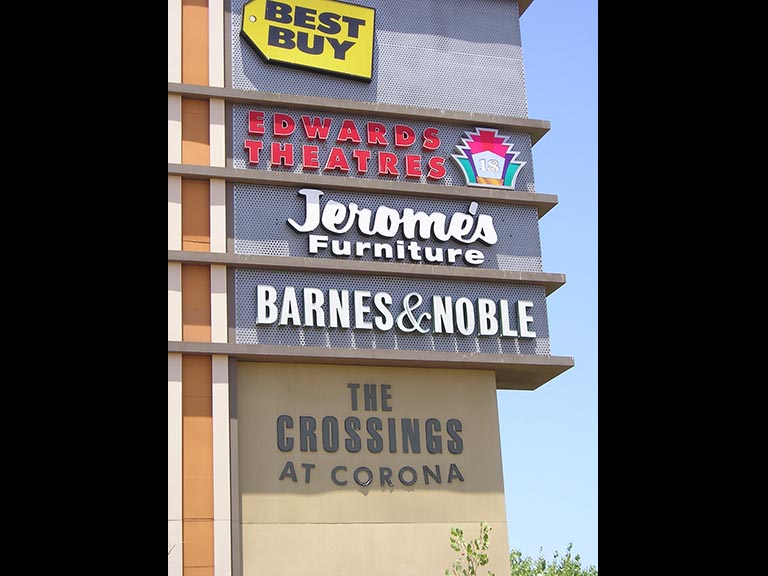 BEST
BUY
EDWARDS
THEATRES
18
Jerome's
Furniture
BARNES&NOBLE
THE
CROSSINGS
AT CORONA